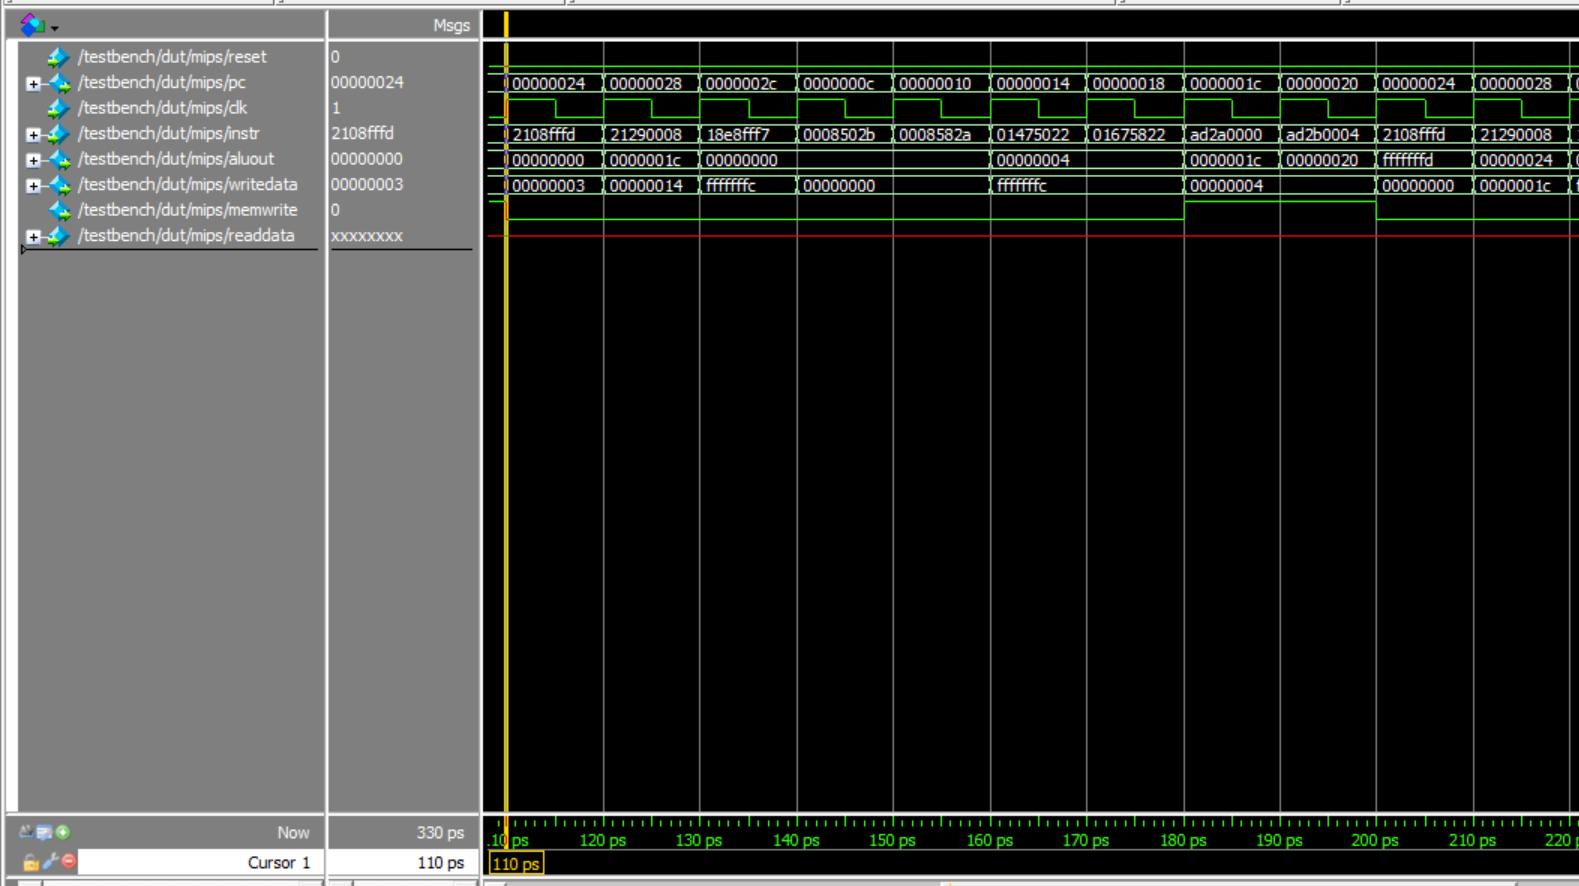 Msgs
/testbench/dut/mips/reset 0
/testbench/dut/mips/pc 00000024 00000024 00000028 0000002c 0000000c 00000010 00000014 00000018 0000001c 00000020 00000024 00000028
/testbench/dut/mips/clk 1
/testbench/dut/mips/instr 2108fffd 2108fffd 21290008 18e8fff7 0008502b 0008582a 01475022 01675822 ad2a0000 ad2b0004 2108fffd 21290008
/testbench/dut/mips/aluout 00000000 00000000 0000001c 00000000 00000004 0000001c 00000020 fffffffd 00000024
/testbench/dut/mips/writedata 00000003 00000003 00000014 fffffffc 00000000 fffffffc 00000004 00000000 0000001c
/testbench/dut/mips/memwrite 0
/testbench/dut/mips/readdata xxxxxxxx
Now 330 ps 10 ps 120 ps 130 ps 140 ps 150 ps 160 ps 170 ps 180 ps 190 ps 200 ps 210 ps 220
Cursor 1 110 ps 110 ps